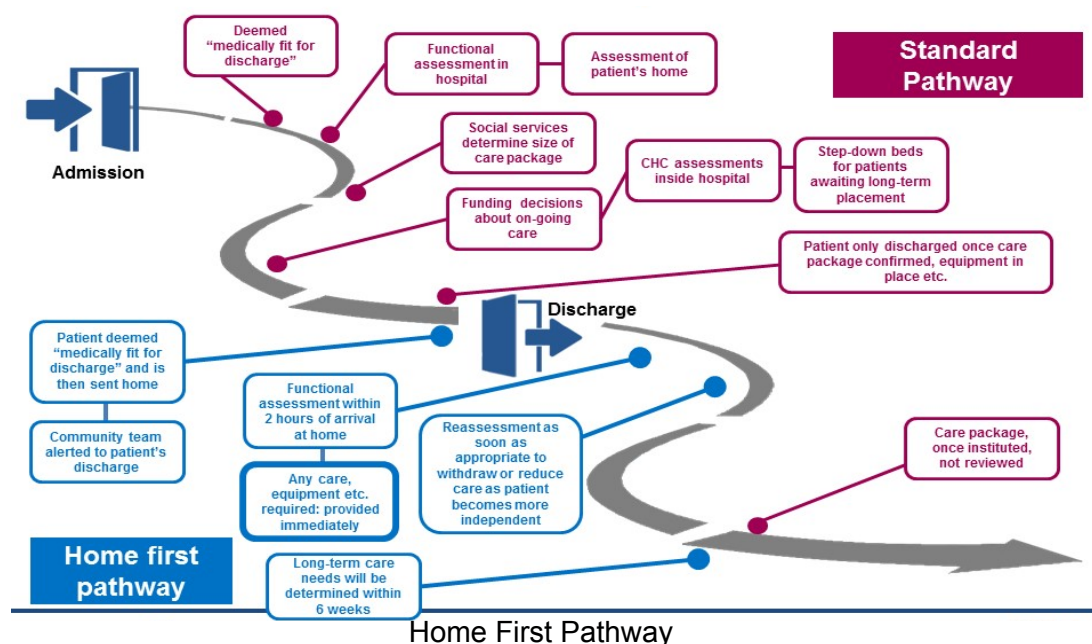 Deemed
“medically fit for
discharge”
Functional
assessment in
hospital
Assessment of
patient’s home
Standard
Pathway
Admission
Social services
determine size of
care package
CHC assessments
inside hospital
Step-down beds
for patients
awaiting long-term
placement
Funding decisions
about on-going
care
Patient only discharged once care
package confirmed, equipment in
place etc.
Discharge
Patient deemed
“medically fit for
discharge” and is
then sent home
Community team
alerted to patient’s
discharge
Functional
assessment within
2 hours of arrival
at home
Any care,
equipment etc.
required: provided
immediately
Reassessment as
soon as
appropriate to
withdraw or reduce
care as patient
becomes more
independent
Care package,
once instituted,
not reviewed
Home first
pathway
Long-term care
needs will be
determined within
6 weeks
Home First Pathway